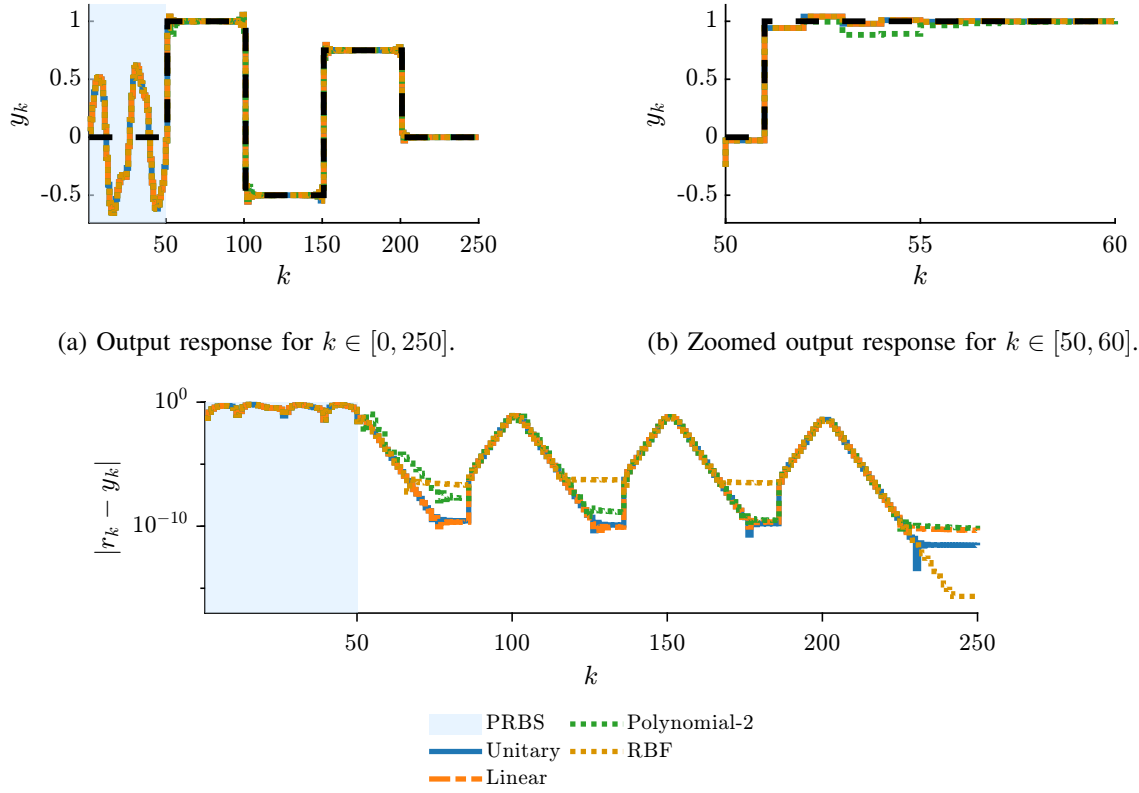 1
0.5
0
-0.5
y_k
50
100
150
200
250
k
1
0.5
0
-0.5
y_k
50
55
60
k
(a) Output response for k ∈ [0, 250].
(b) Zoomed output response for k ∈ [50, 60].
10^0
10^{-10}
|r_k − y_k|
50
100
150
200
250
k
PRBS
Unitary
Linear
Polynomial-2
RBF